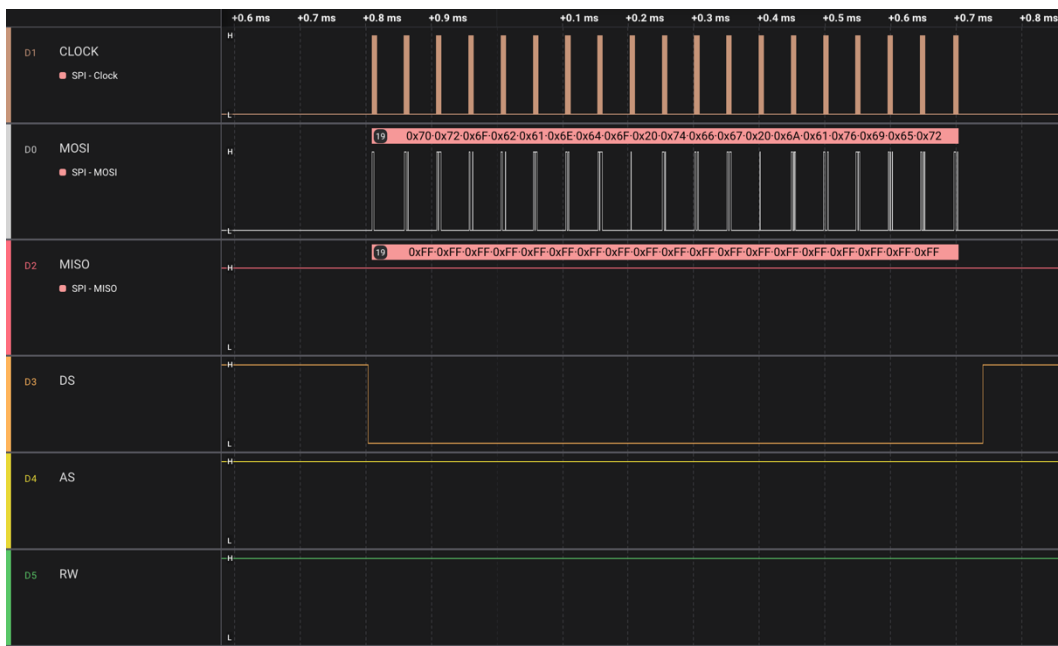 +0.6 ms +0.7 ms +0.8 ms +0.9 ms +0.1 ms +0.2 ms +0.3 ms +0.4 ms +0.5 ms +0.6 ms +0.7 ms +0.8 ms
H
D1 CLOCK
SPI - Clock
L
19 0x70·0x72·0x6F·0x62·0x61·0x6E·0x64·0x6F·0x20·0x74·0x66·0x67·0x20·0x6A·0x61·0x76·0x69·0x65·0x72
H
D0 MOSI
SPI - MOSI
L
19 0xFF·0xFF·0xFF·0xFF·0xFF·0xFF·0xFF·0xFF·0xFF·0xFF·0xFF·0xFF·0xFF·0xFF·0xFF·0xFF·0xFF·0xFF·0xFF
H
D2 MISO
SPI - MISO
L
H
D3 DS
L
H
D4 AS
L
H
D5 RW
L